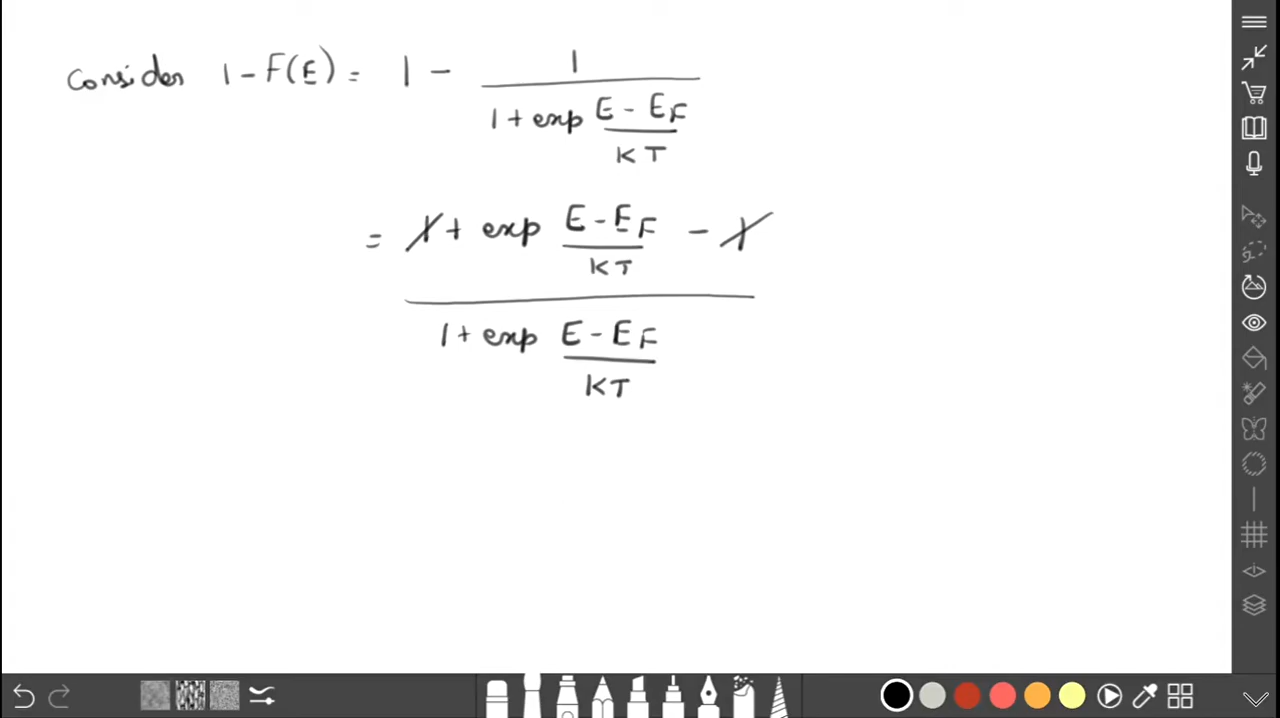 Consider 1 - F(E) = 1 - 1
1 + exp E - EF
KT
= 1 + exp E - EF - 1
KT
1 + exp E - EF
KT